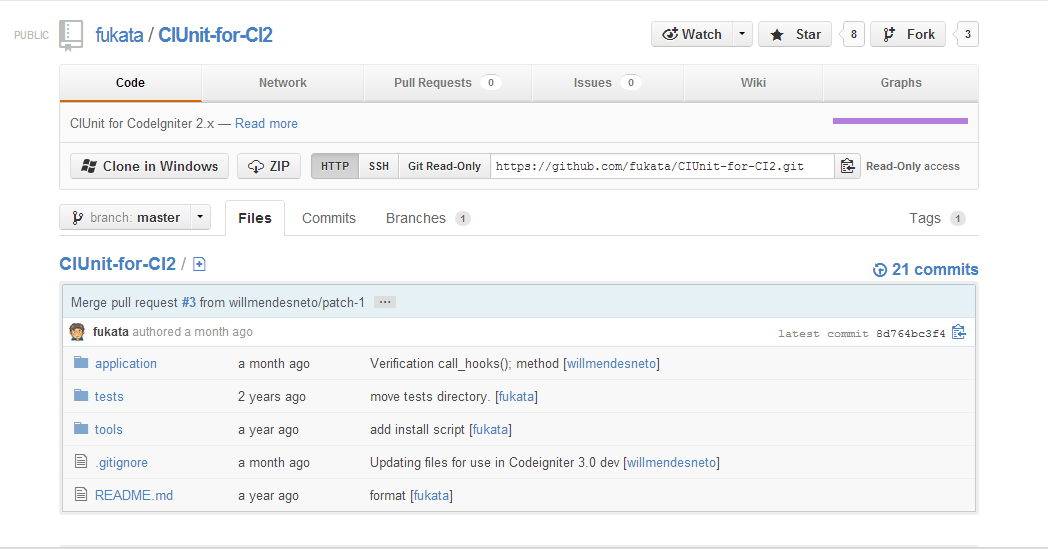 PUBLIC fukata / CIUnit-for-CI2 Watch Star 8 Fork 3
Code Network Pull Requests 0 Issues 0 Wiki Graphs
CIUnit for CodeIgniter 2.x — Read more
Clone in Windows ZIP HTTP SSH Git Read-Only https://github.com/fukata/CIUnit-for-CI2.git Read-Only access
branch: master Files Commits Branches 1 Tags 1
CIUnit-for-CI2 / 21 commits
Merge pull request #3 from willmendesneto/patch-1 ...
fukata authored a month ago latest commit 8d764bc3f4
application a month ago Verification call_hooks(); method [willmendesneto]
tests 2 years ago move tests directory. [fukata]
tools a year ago add install script [fukata]
.gitignore a month ago Updating files for use in Codeigniter 3.0 dev [willmendesneto]
README.md a year ago format [fukata]